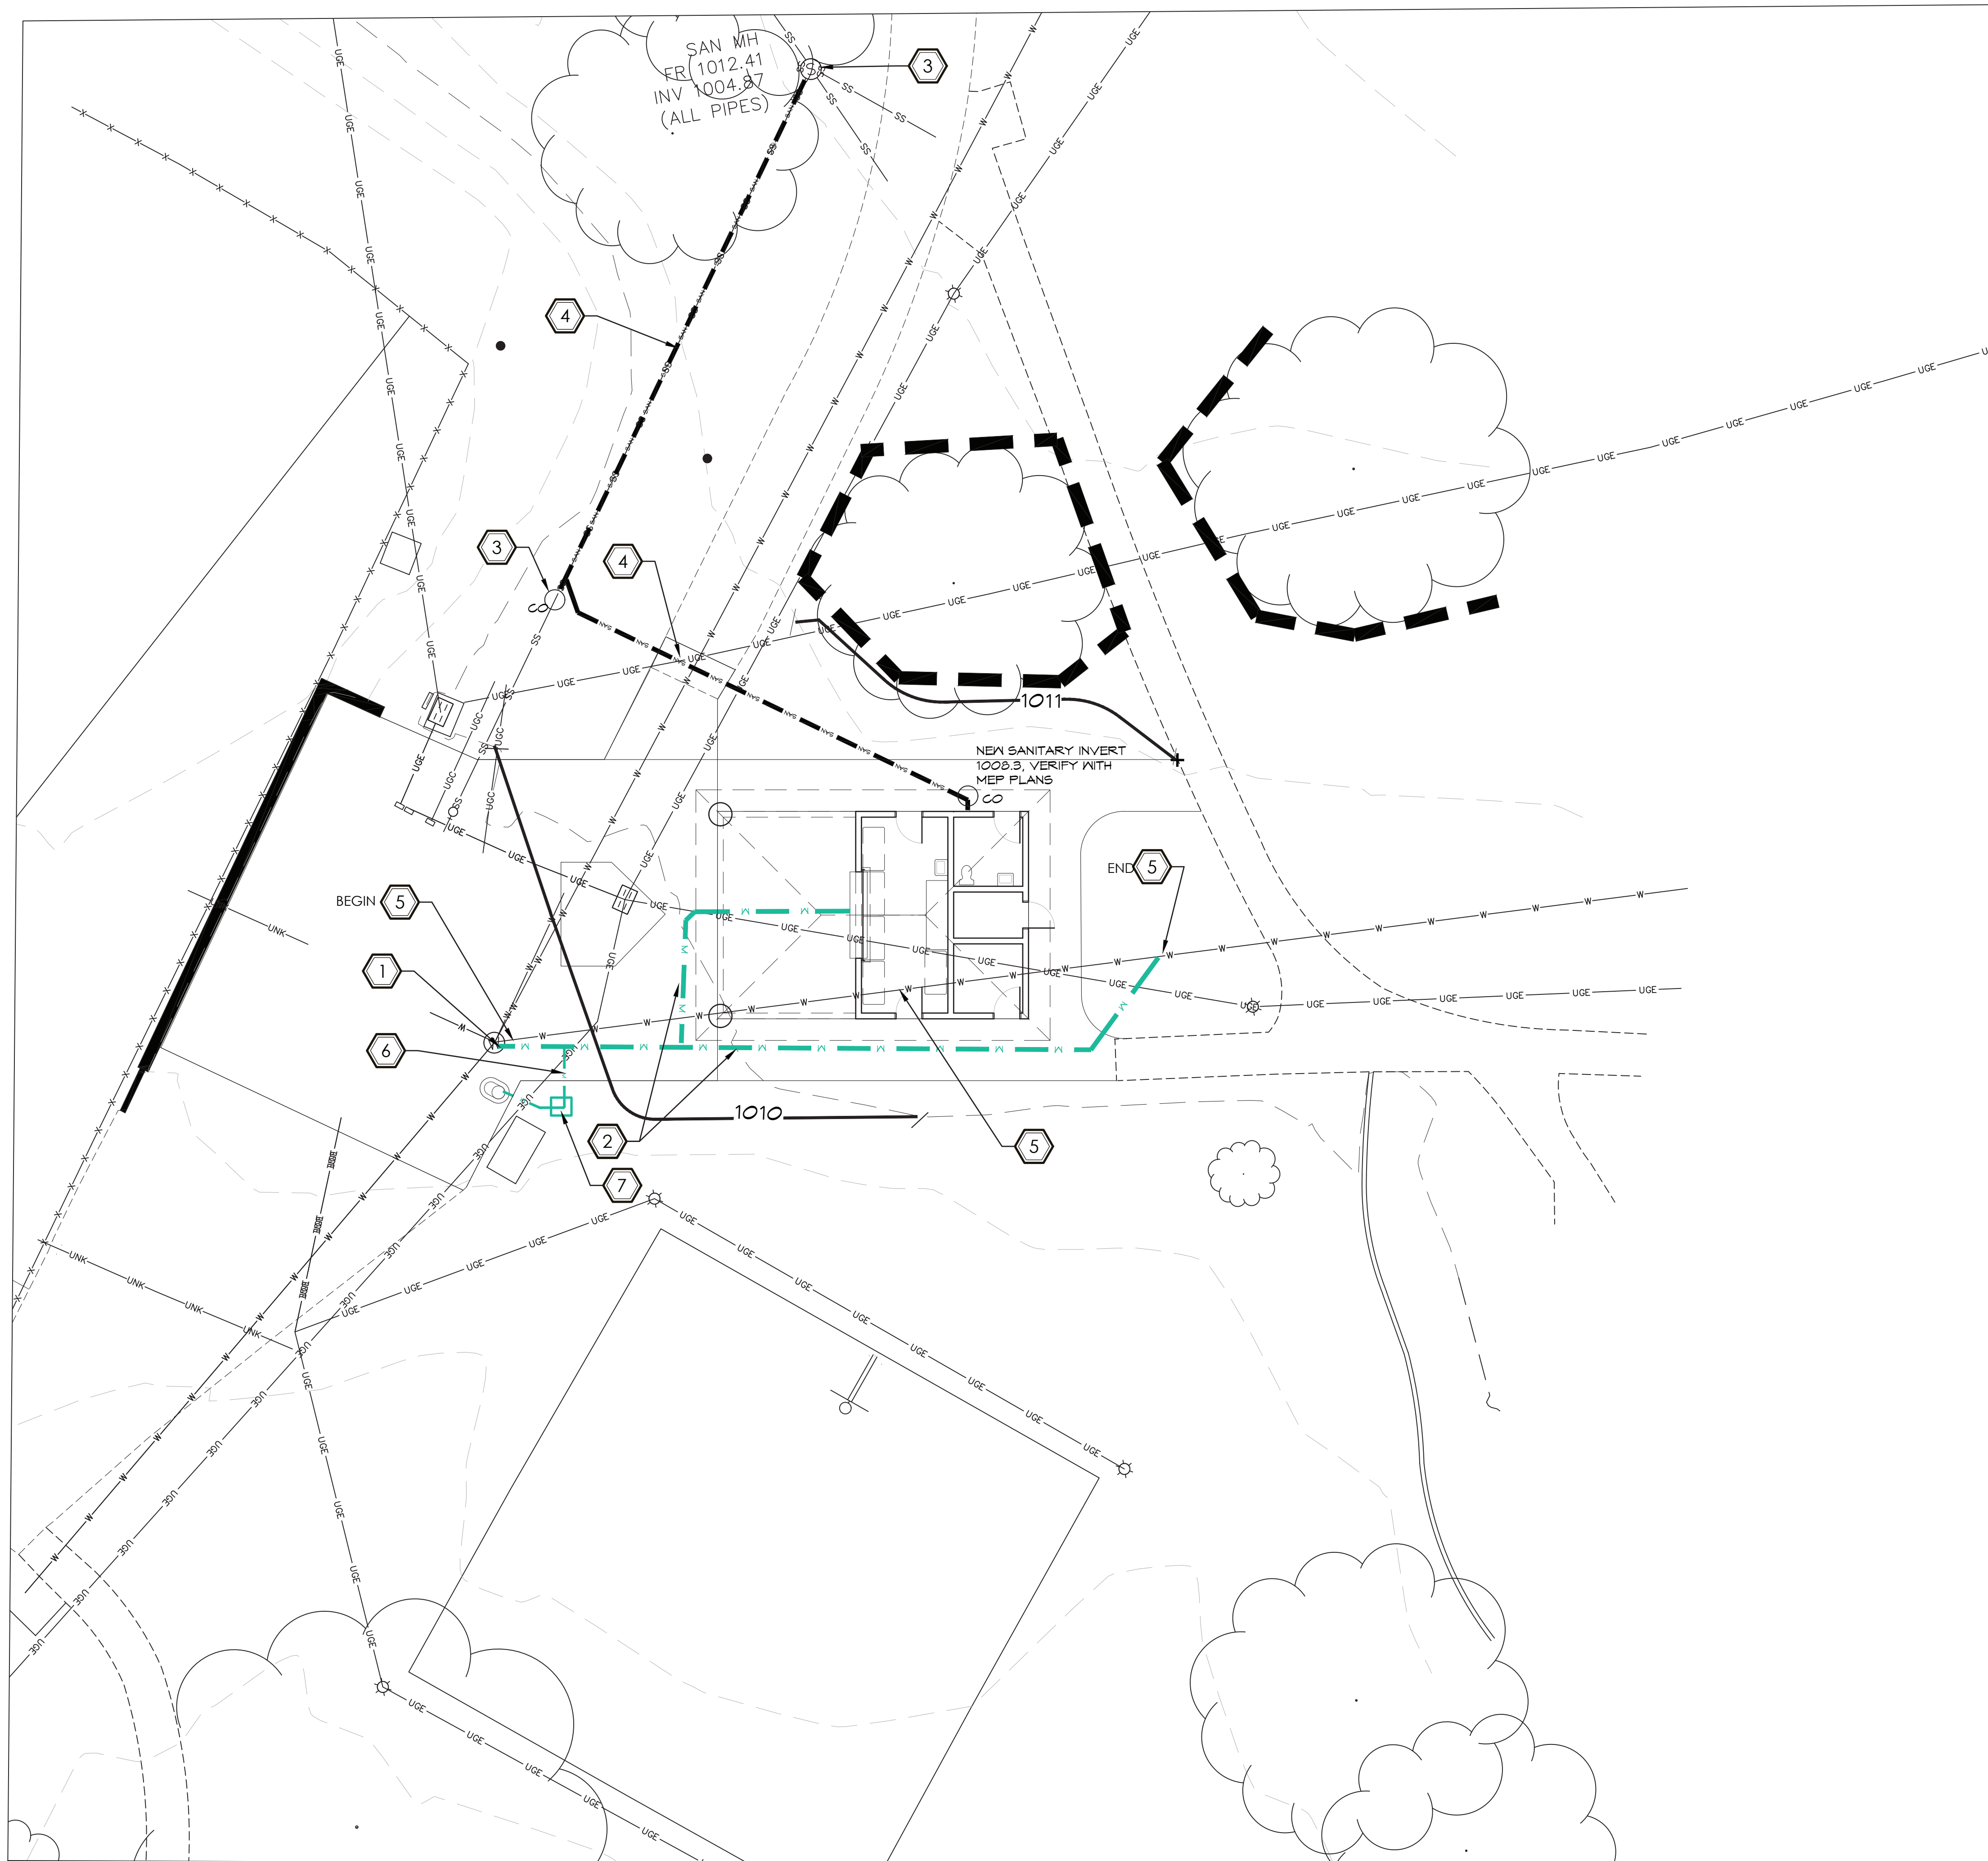 SAN MH
FR 1012.41
INV 1004.87
(ALL PIPES)
3
4
3
4
CO
1011
NEW SANITARY INVERT
1008.3, VERIFY WITH
MEP PLANS
CO
BEGIN 5
END 5
1
6
2
7
5
1010
UGE
W
SS
SAN
UGC
UNK
X